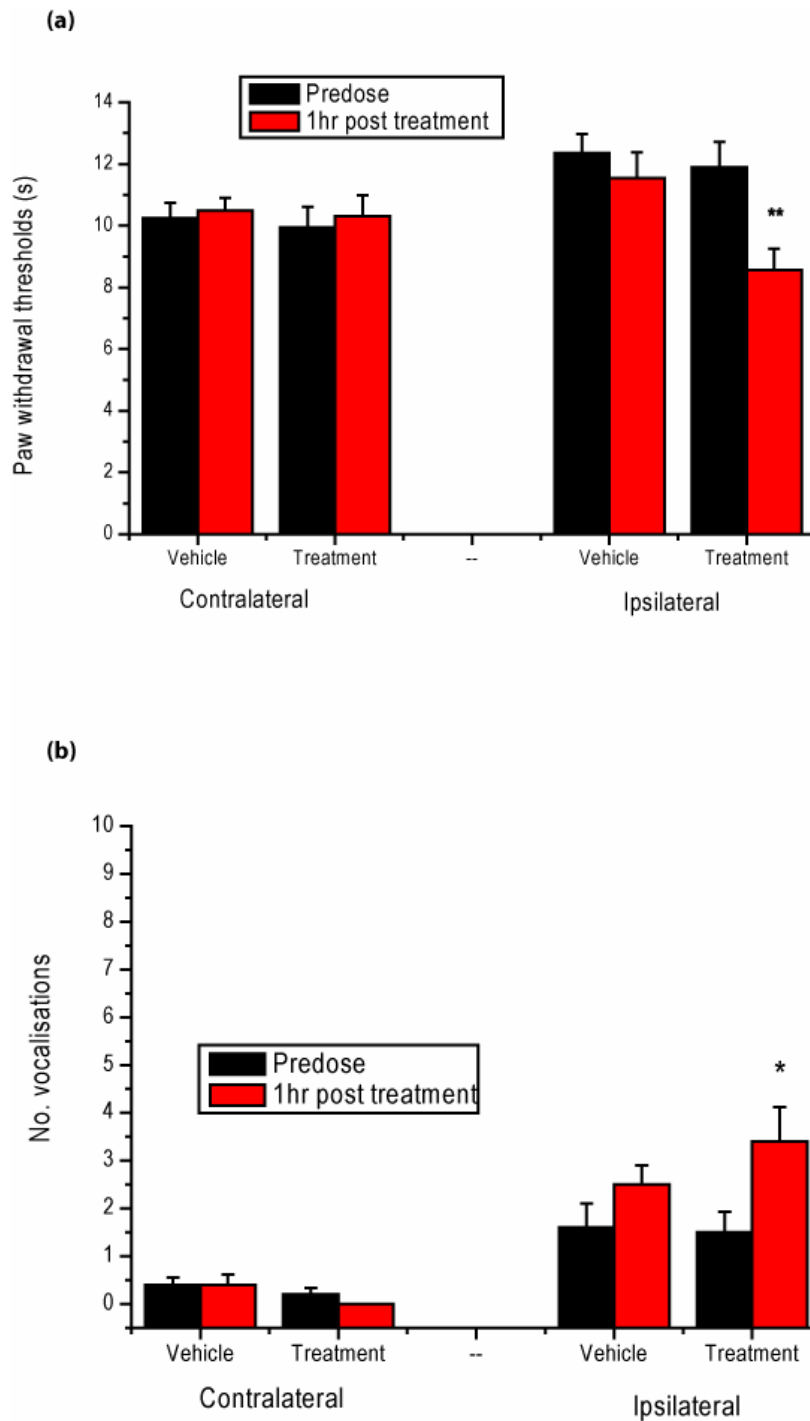 (a)
Predose
1hr post treatment
14
12
10
8
6
4
2
0
Paw withdrawal thresholds (s)
**
Vehicle
Treatment
--
Vehicle
Treatment
Contralateral
Ipsilateral
(b)
10
9
8
7
6
5
4
3
2
1
0
No. vocalisations
Predose
1hr post treatment
*
Vehicle
Treatment
--
Vehicle
Treatment
Contralateral
Ipsilateral